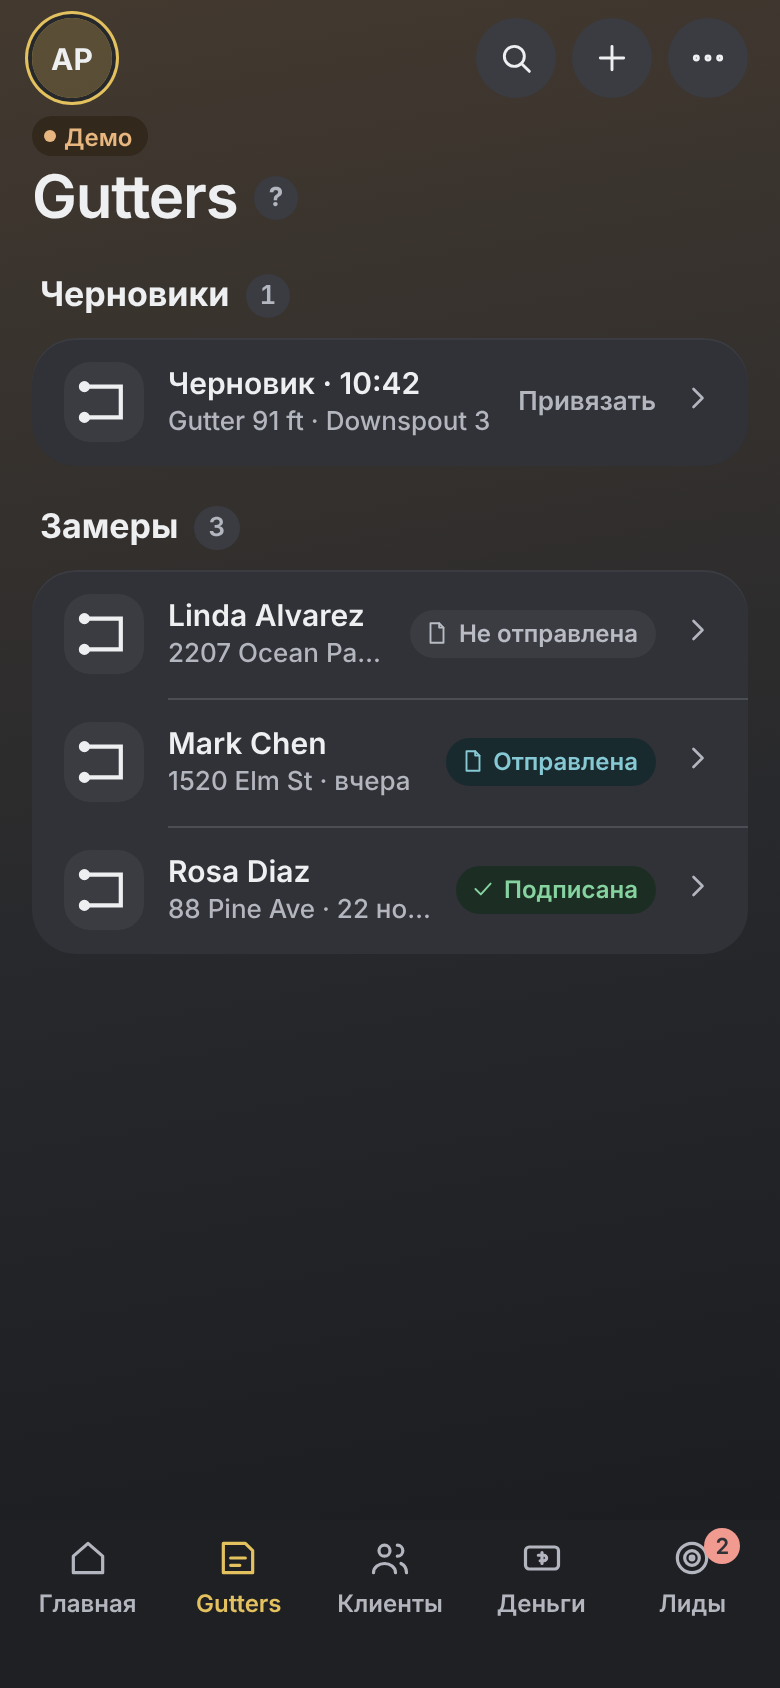 AP
Демо
Gutters ?
Черновики 1
Черновик · 10:42
Gutter 91 ft · Downspout 3
Привязать
Замеры 3
Linda Alvarez
2207 Ocean Pa...
Не отправлена
Mark Chen
1520 Elm St · вчера
Отправлена
Rosa Diaz
88 Pine Ave · 22 но...
Подписана
2
Главная Gutters Клиенты Деньги Лиды